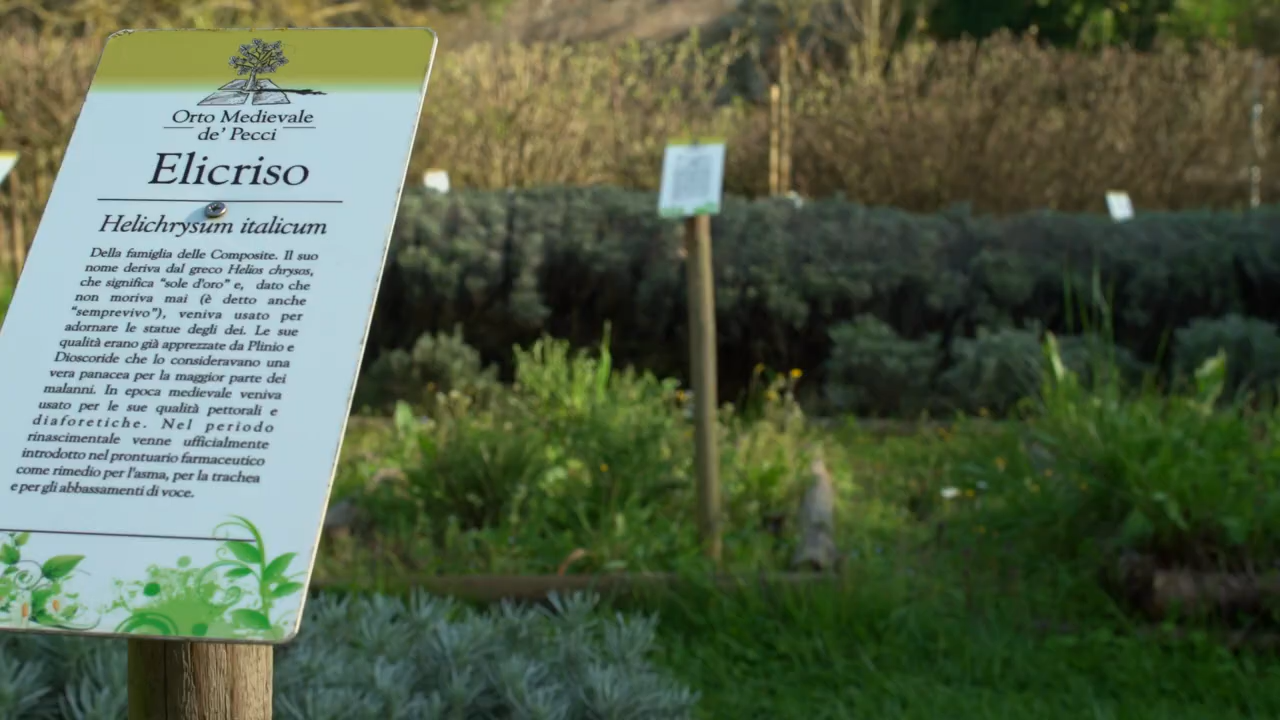 Orto Medievale
de' Pecci
Elicriso
Helichrysum italicum
Della famiglia delle Composite. Il suo
nome deriva dal greco Helios chrysos,
che significa "sole d'oro" e, dato che
non moriva mai (è detto anche
"semprevivo"), veniva usato per
adornare le statue degli dei. Le sue
qualità erano già apprezzate da Plinio e
Dioscoride che lo consideravano una
vera panacea per la maggior parte dei
malanni. In epoca medievale veniva
usato per le sue qualità pettorali e
diaforetiche. Nel periodo
rinascimentale venne ufficialmente
introdotto nel prontuario farmaceutico
come rimedio per l'asma, per la trachea
e per gli abbassamenti di voce.